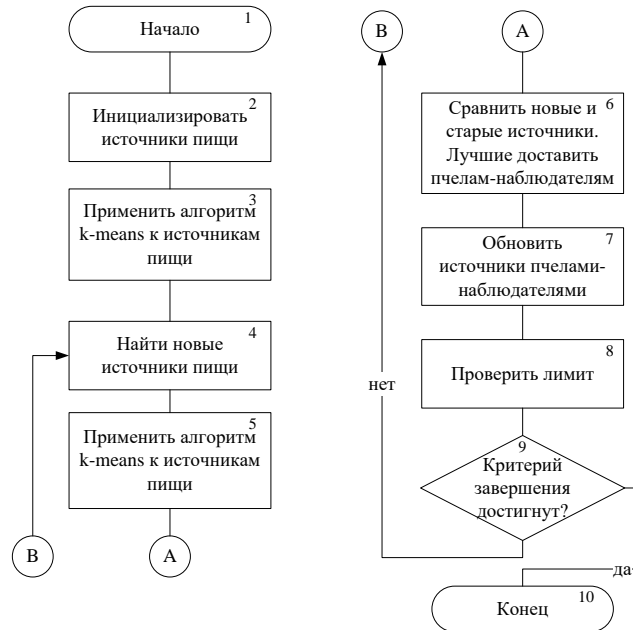 Начало
1
Инициализировать
источники пищи
2
Применить алгоритм
k-means к источникам
пищи
3
Найти новые
источники пищи
4
Применить алгоритм
k-means к источникам
пищи
5
В
А
В
А
Сравнить новые и
старые источники.
Лучшие доставить
пчелам-наблюдателям
6
Обновить
источники пчелами-
наблюдателями
7
Проверить лимит
8
нет
9
Критерий
завершения
достигнут?
да
Конец
10